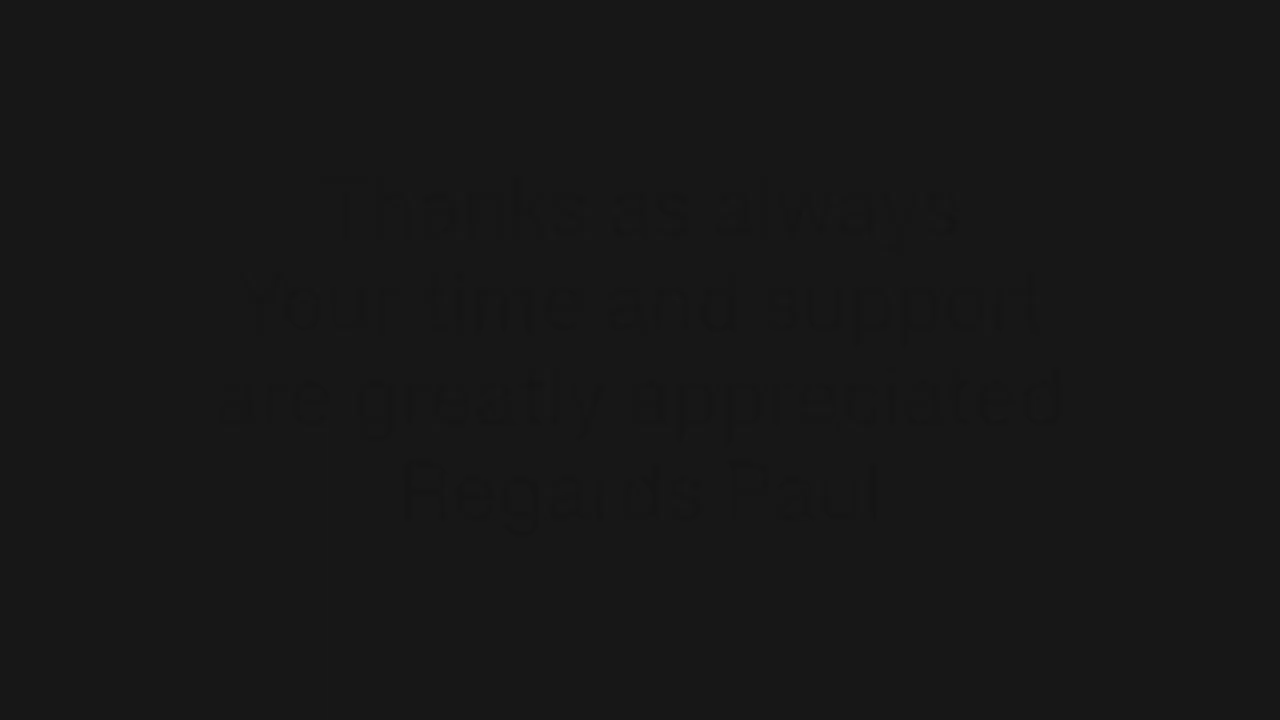 Thanks as always
Your time and support
are greatly appreciated
Regards Paul